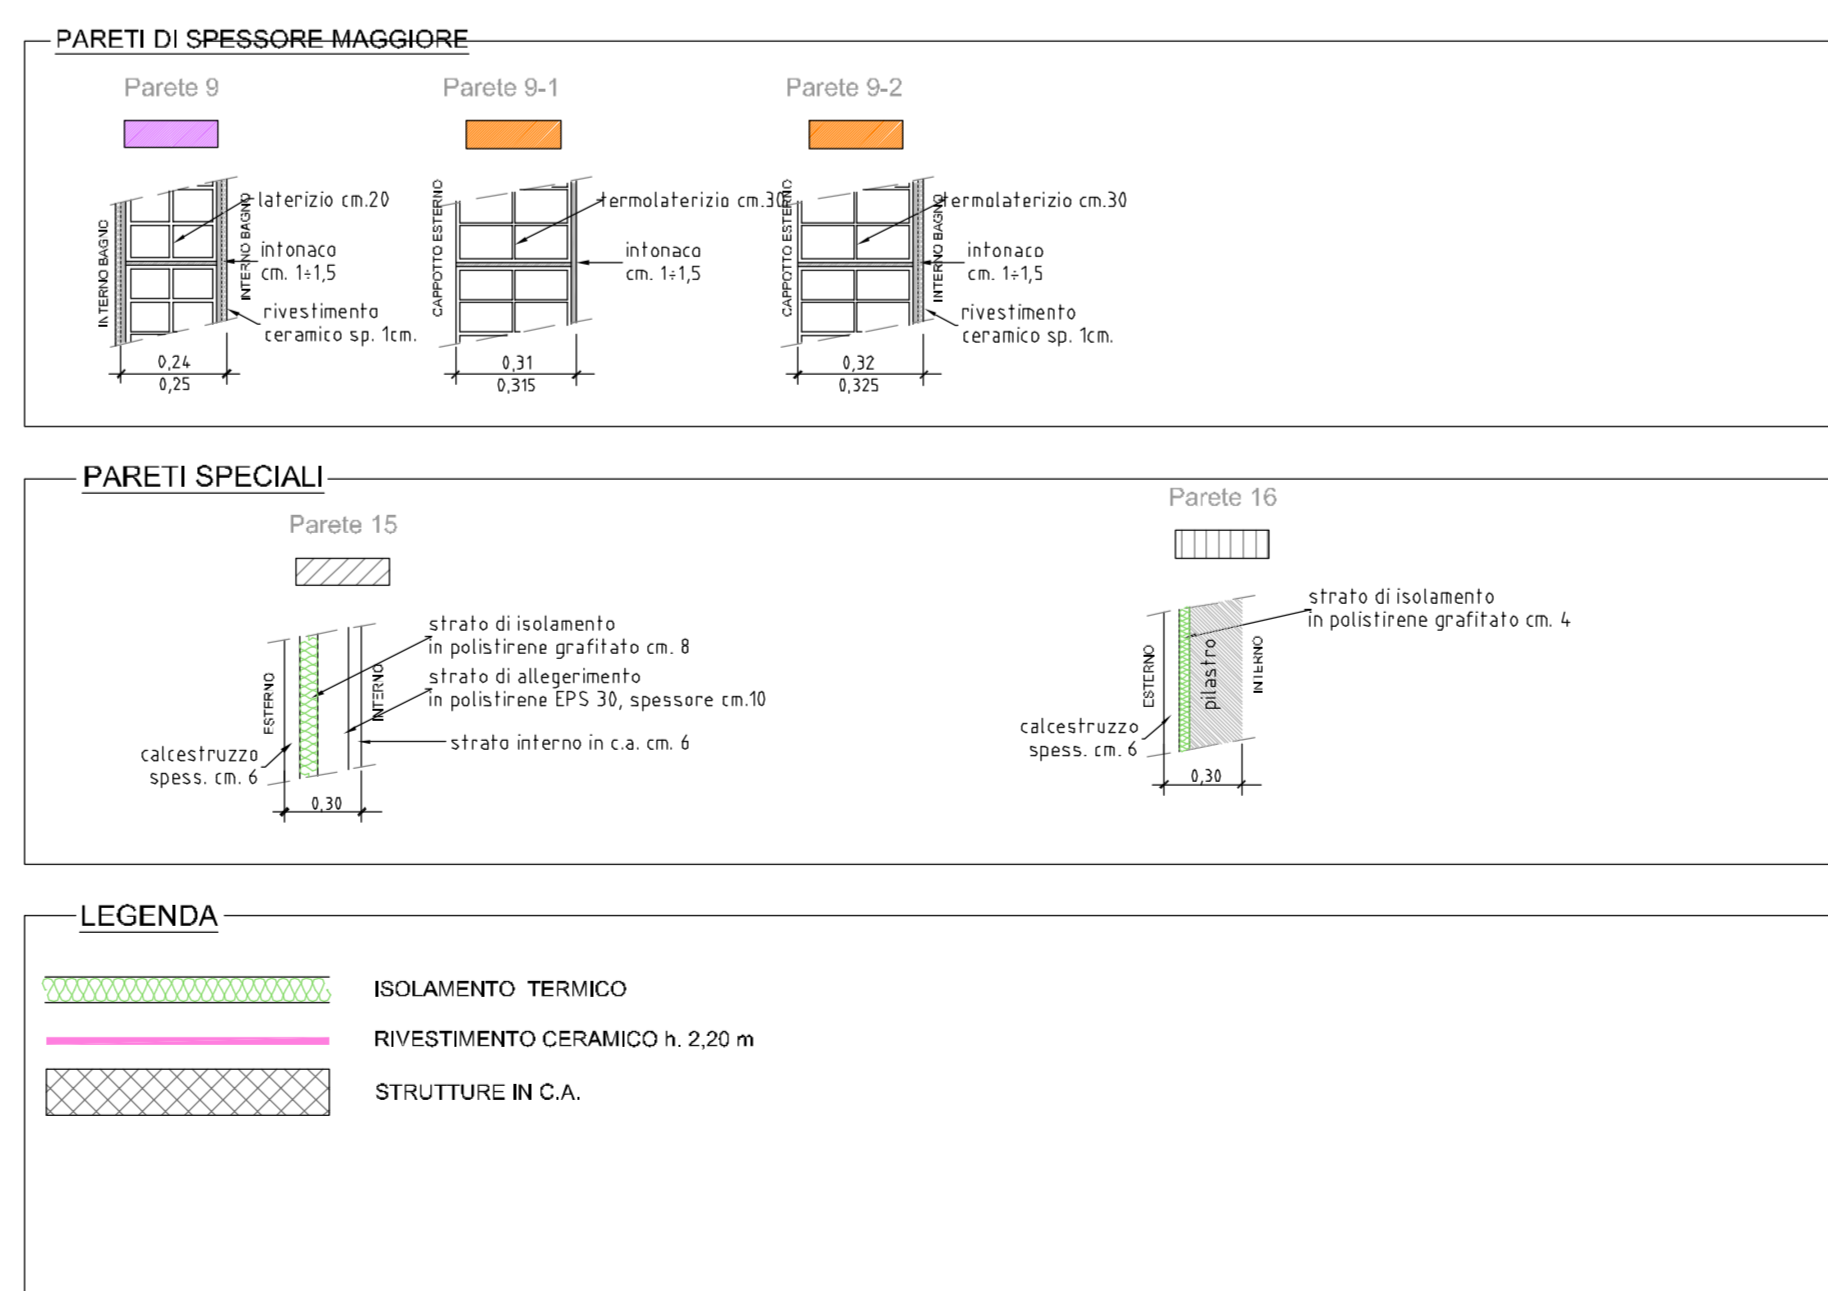 PARETI DI SPESSORE MAGGIORE
Parete 9
INTERNO BAGNO
INTERNO BAGNO
laterizio cm.20
intonaco
cm. 1÷1,5
rivestimento
ceramico sp. 1cm.
0,24
0,25
Parete 9-1
CAPPOTTO ESTERNO
termolaterizio cm.30
intonaco
cm. 1÷1,5
0,31
0,315
Parete 9-2
CAPPOTTO ESTERNO
INTERNO BAGNO
termolaterizio cm.30
intonaco
cm. 1÷1,5
rivestimento
ceramico sp. 1cm.
0,32
0,325
PARETI SPECIALI
Parete 15
ESTERNO
INTERNO
strato di isolamento
in polistirene grafitato cm. 8
strato di allegerimento
in polistirene EPS 30, spessore cm.10
strato interno in c.a. cm. 6
calcestruzzo
spess. cm. 6
0,30
Parete 16
strato di isolamento
in polistirene grafitato cm. 4
ESTERNO
pilastro
INTERNO
calcestruzzo
spess. cm. 6
0,30
LEGENDA
ISOLAMENTO TERMICO
RIVESTIMENTO CERAMICO h. 2,20 m
STRUTTURE IN C.A.